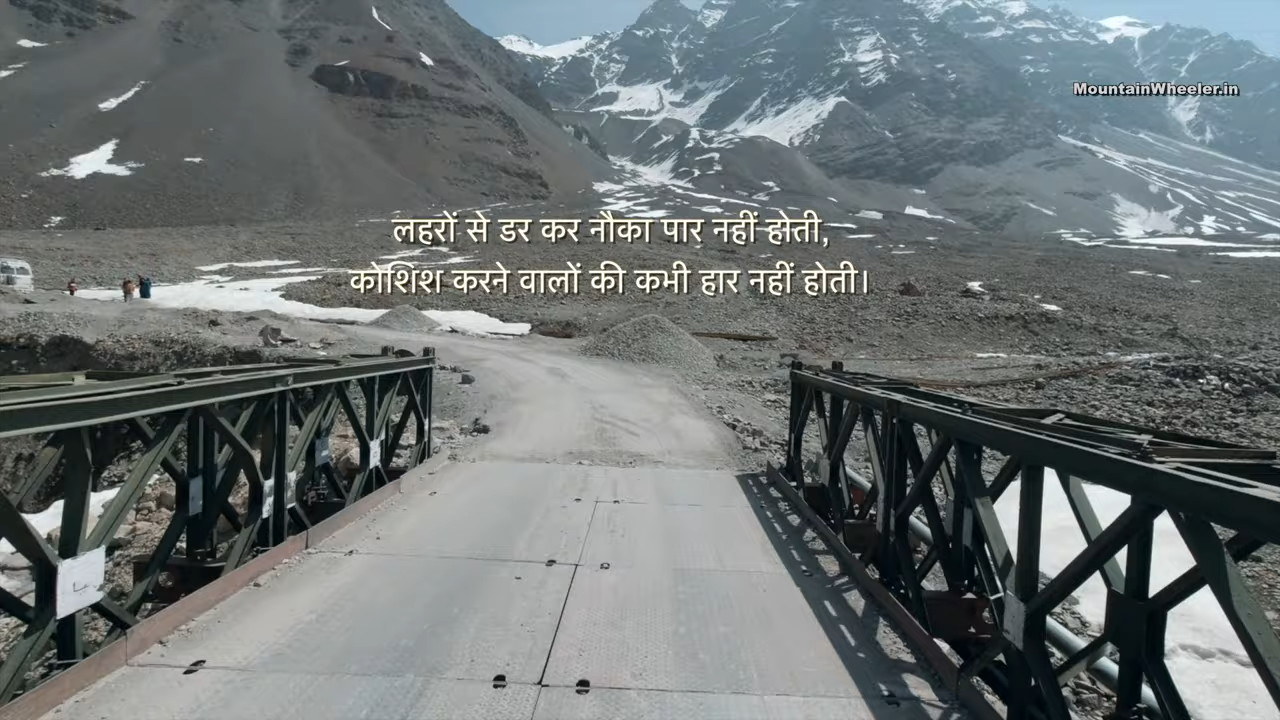 MountainWheeler.in
लहरों से डर कर नौका पार नहीं होती,
कोशिश करने वालों की कभी हार नहीं होती।